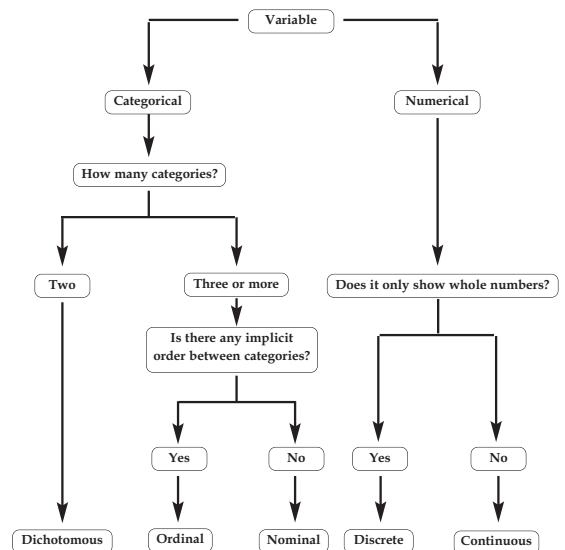 Variable
Categorical
Numerical
How many categories?
Two
Three or more
Does it only show whole numbers?
Is there any implicit
order between categories?
Yes
No
Yes
No
Dichotomous
Ordinal
Nominal
Discrete
Continuous